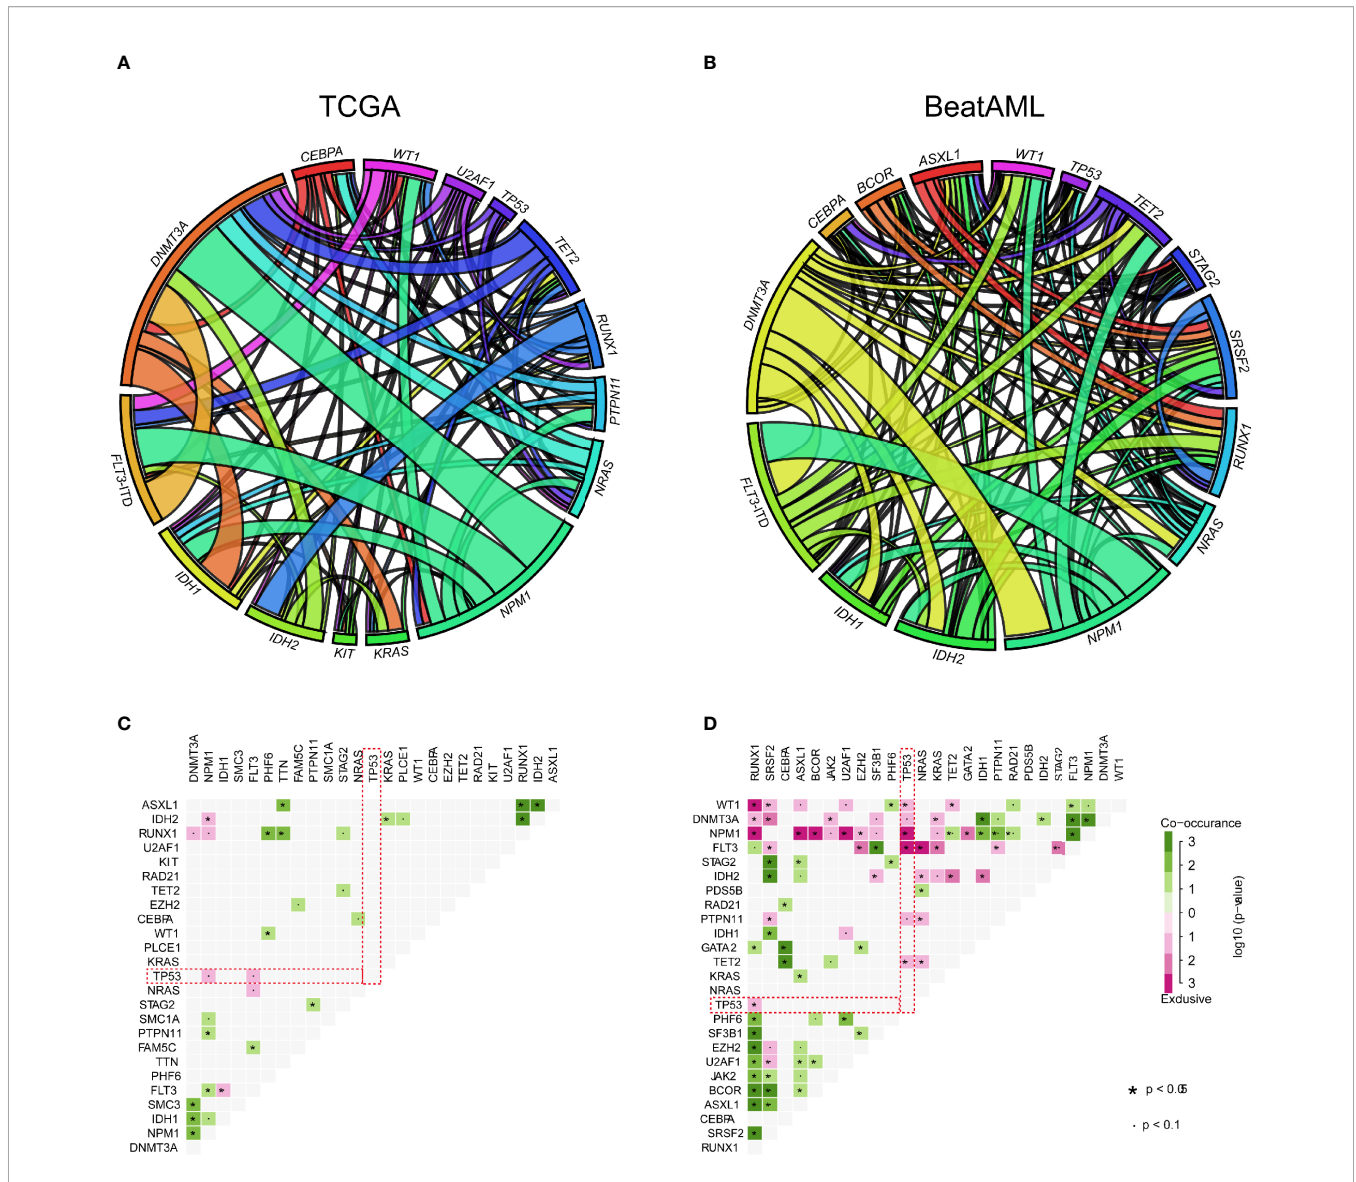 A
B
TCGA
BeatAML
CEBPA
WT1
U2AF1
TP53
TET2
RUNX1
PTPN11
NRAS
NPM1
KRAS
KIT
IDH2
IDH1
FLT3-ITD
DNMT3A
ASXL1
WT1
TP53
TET2
STAG2
SRSF2
RUNX1
NRAS
NPM1
IDH2
IDH1
FLT3-ITD
DNMT3A
CEBPA
BCOR
C
D
DNMT3A
NPM1
IDH1
SMC3
FLT3
PHF6
TTN
FAM5C
PTPN11
SMC1A
STAG2
NRAS
TP53
KRAS
PLCE1
WT1
CEBPA
EZH2
TET2
RAD21
KIT
U2AF1
RUNX1
IDH2
ASXL1
ASXL1
IDH2
RUNX1
U2AF1
KIT
RAD21
TET2
EZH2
CEBPA
WT1
PLCE1
KRAS
TP53
NRAS
STAG2
SMC1A
PTPN11
FAM5C
TTN
PHF6
FLT3
SMC3
IDH1
NPM1
DNMT3A
RUNX1
SRSF2
CEBPA
ASXL1
BCOR
JAK2
U2AF1
EZH2
SF3B1
PHF6
TP53
NRAS
KRAS
TET2
GATA2
IDH1
PTPN11
RAD21
PDS5B
IDH2
STAG2
FLT3
NPM1
DNMT3A
WT1
WT1
DNMT3A
NPM1
FLT3
STAG2
IDH2
PDS5B
RAD21
PTPN11
IDH1
GATA2
TET2
KRAS
NRAS
TP53
PHF6
SF3B1
EZH2
U2AF1
JAK2
BCOR
ASXL1
CEBPA
SRSF2
RUNX1
Co-occurance
3
2
1
0
1
2
3
Exdusive
log10 (p-value)
* p < 0.05
· p < 0.1